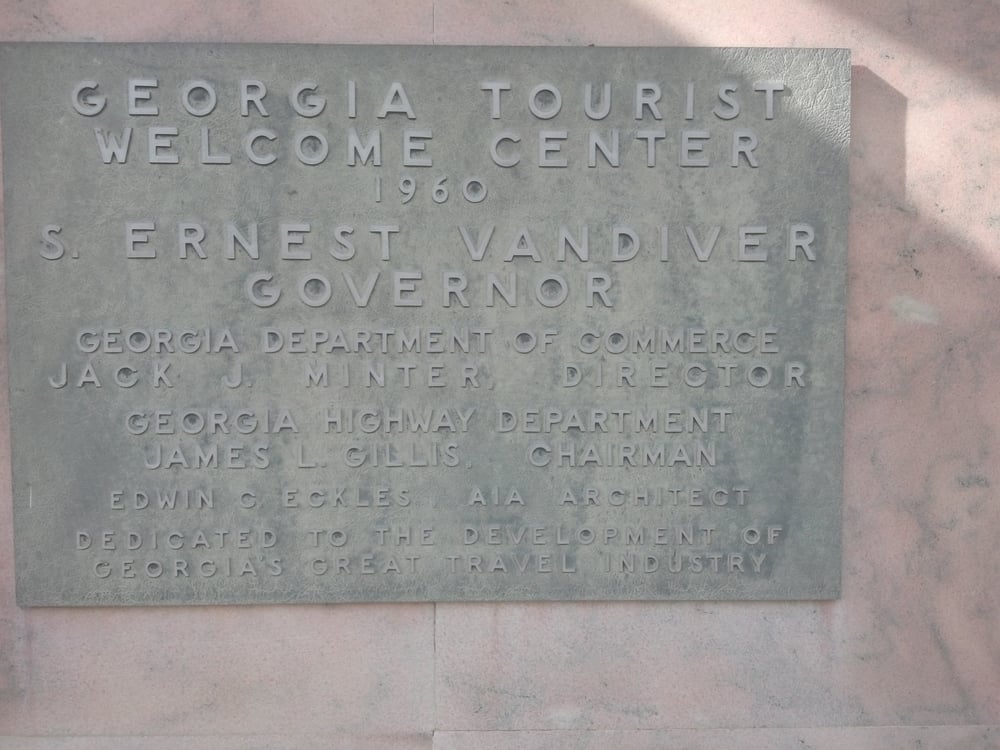 GEORGIA TOURIST
WELCOME CENTER
1960
S. ERNEST VANDIVER
GOVERNOR
GEORGIA DEPARTMENT OF COMMERCE
JACK J. MINTER, DIRECTOR
GEORGIA HIGHWAY DEPARTMENT
JAMES L. GILLIS, CHAIRMAN
EDWIN C. ECKLES, AIA ARCHITECT
DEDICATED TO THE DEVELOPMENT OF
GEORGIA'S GREAT TRAVEL INDUSTRY